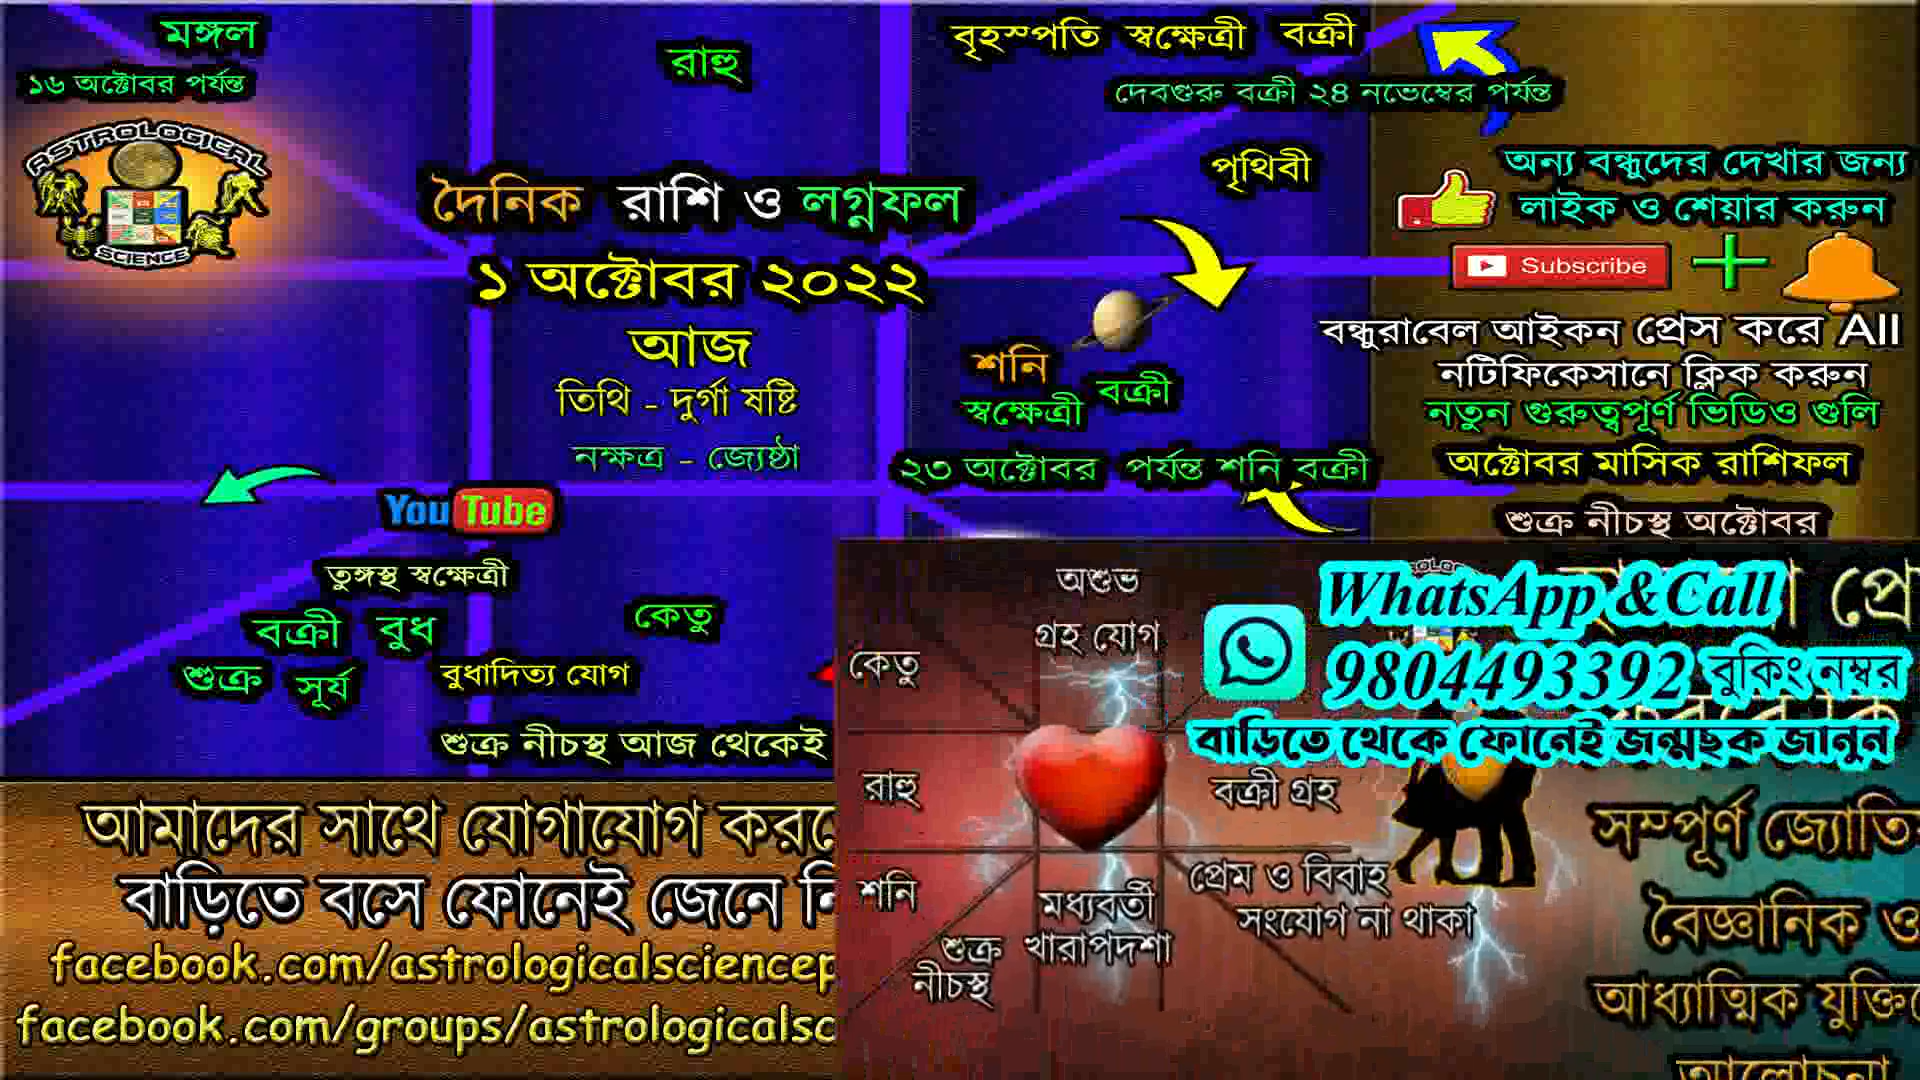 মঙ্গল
১৬ অক্টোবর পর্যন্ত
ASTROLOGICAL
SCIENCE
রাহু
বৃহস্পতি স্বক্ষেত্রী বক্রী
দেবগুরু বক্রী ২৪ নভেম্বের পর্যন্ত
পৃথিবী
দৈনিক রাশি ও লগ্নফল
১ অক্টোবর ২০২২
আজ
তিথি - দুর্গা ষষ্টি
নক্ষত্র - জ্যেষ্ঠা
শনি
স্বক্ষেত্রী বক্রী
২৩ অক্টোবর পর্যন্ত শনি বক্রী
অন্য বন্ধুদের দেখার জন্য
লাইক ও শেয়ার করুন
Subscribe
বন্ধুরাবেল আইকন প্রেস করে All
নটিফিকেসানে ক্লিক করুন
নতুন গুরুত্বপূর্ণ ভিডিও গুলি
অক্টোবর মাসিক রাশিফল
শুক্র নীচস্থ অক্টোবর
YouTube
তুঙ্গস্থ স্বক্ষেত্রী
বক্রী বুধ
শুক্র সূর্য
বুধাদিত্য যোগ
কেতু
শুক্র নীচস্থ আজ থেকেই
আমাদের সাথে যোগাযোগ
বাড়িতে বসে ফোনেই জেনে
facebook.com/astrologicalsciencep
facebook.com/groups/astrologicalsc
অশুভ
গ্রহ যোগ
কেতু
রাহু
শনি
শুক্র
নীচস্থ
মধ্যবর্তী
খারাপদশা
বক্রী গ্রহ
প্রেম ও বিবাহ
সংযোগ না থাকা
WhatsApp &Call
9804493392 বুকিং নম্বর
বাড়িতে থেকে ফোনেই জন্মছক জানুন
সম্পূর্ণ
বৈজ্ঞানিক ও
আধ্যাত্মিক